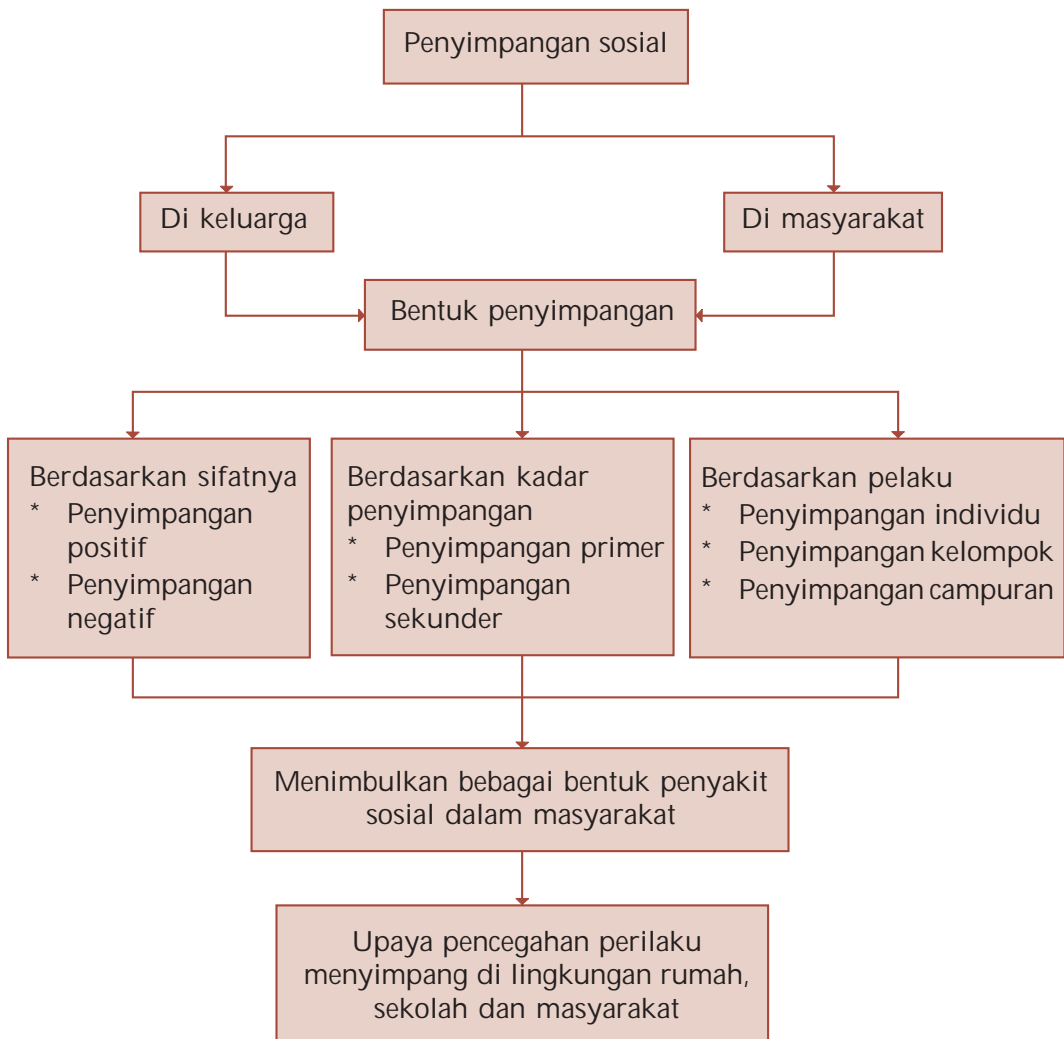 Penyimpangan sosial
Di keluarga
Di masyarakat
Bentuk penyimpangan
Berdasarkan sifatnya
* Penyimpangan
positif
* Penyimpangan
negatif
Berdasarkan kadar
penyimpangan
* Penyimpangan primer
* Penyimpangan
sekunder
Berdasarkan pelaku
* Penyimpangan individu
* Penyimpangan kelompok
* Penyimpangan campuran
Menimbulkan bebagai bentuk penyakit
sosial dalam masyarakat
Upaya pencegahan perilaku
menyimpang di lingkungan rumah,
sekolah dan masyarakat